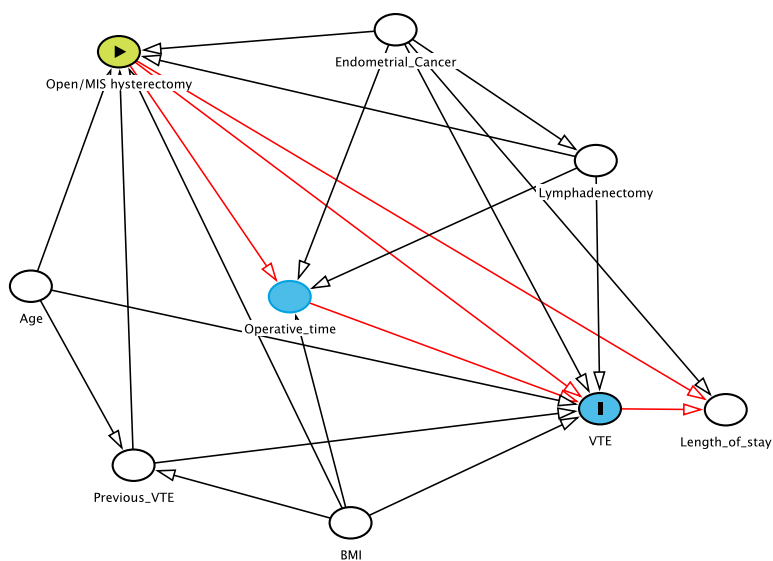 Endometrial_Cancer
Open/MIS hysterectomy
Lymphadenectomy
Age
Operative_time
VTE
Length_of_stay
Previous_VTE
BMI